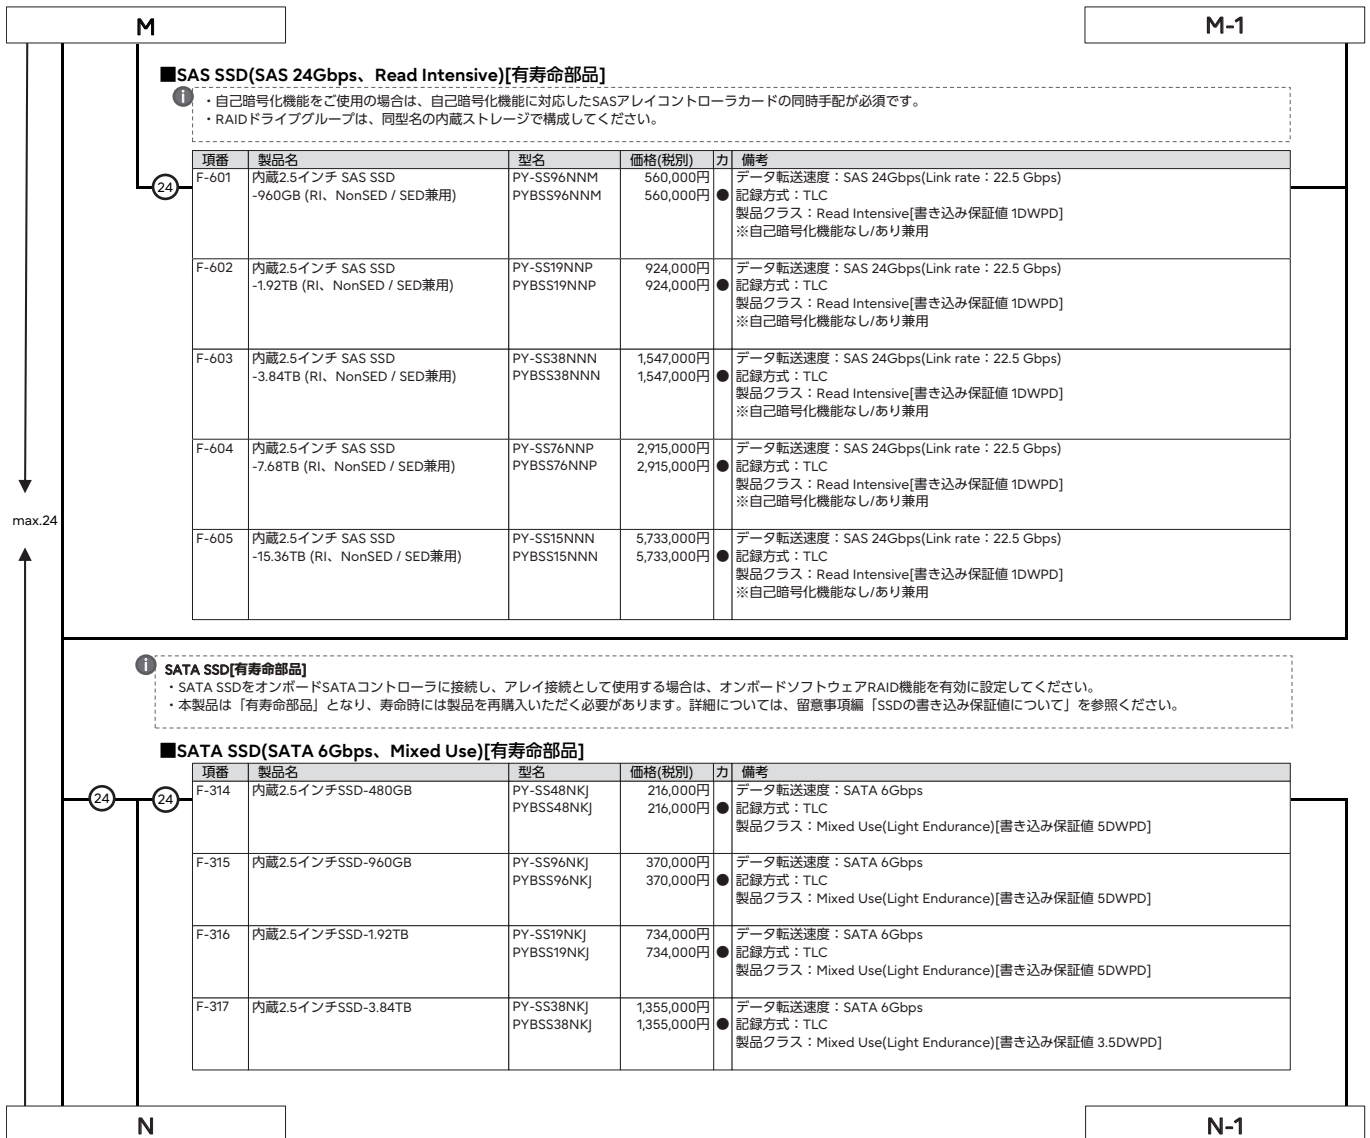 M
M-1
■SAS SSD(SAS 24Gbps、Read Intensive)[有寿命部品]
・自己暗号化機能をご使用の場合は、自己暗号化機能に対応したSASアレイコントローラカードの同時手配が必須です。
・RAIDドライブグループは、同型名の内蔵ストレージで構成してください。
項番 製品名 型名 価格(税別) カ 備考
F-601 内蔵2.5インチ SAS SSD PY-SS96NNM 560,000円 データ転送速度：SAS 24Gbps(Link rate：22.5 Gbps)
24 -960GB (RI、NonSED / SED兼用) PYBSS96NNM 560,000円 ● 記録方式：TLC
製品クラス：Read Intensive[書き込み保証値 1DWPD]
※自己暗号化機能なし/あり兼用
F-602 内蔵2.5インチ SAS SSD PY-SS19NNP 924,000円 データ転送速度：SAS 24Gbps(Link rate：22.5 Gbps)
-1.92TB (RI、NonSED / SED兼用) PYBSS19NNP 924,000円 ● 記録方式：TLC
製品クラス：Read Intensive[書き込み保証値 1DWPD]
※自己暗号化機能なし/あり兼用
F-603 内蔵2.5インチ SAS SSD PY-SS38NNN 1,547,000円 データ転送速度：SAS 24Gbps(Link rate：22.5 Gbps)
-3.84TB (RI、NonSED / SED兼用) PYBSS38NNN 1,547,000円 ● 記録方式：TLC
製品クラス：Read Intensive[書き込み保証値 1DWPD]
※自己暗号化機能なし/あり兼用
F-604 内蔵2.5インチ SAS SSD PY-SS76NNP 2,915,000円 データ転送速度：SAS 24Gbps(Link rate：22.5 Gbps)
-7.68TB (RI、NonSED / SED兼用) PYBSS76NNP 2,915,000円 ● 記録方式：TLC
製品クラス：Read Intensive[書き込み保証値 1DWPD]
※自己暗号化機能なし/あり兼用
max.24
F-605 内蔵2.5インチ SAS SSD PY-SS15NNN 5,733,000円 データ転送速度：SAS 24Gbps(Link rate：22.5 Gbps)
-15.36TB (RI、NonSED / SED兼用) PYBSS15NNN 5,733,000円 ● 記録方式：TLC
製品クラス：Read Intensive[書き込み保証値 1DWPD]
※自己暗号化機能なし/あり兼用
SATA SSD[有寿命部品]
・SATA SSDをオンボードSATAコントローラに接続し、アレイ接続として使用する場合は、オンボードソフトウェアRAID機能を有効に設定してください。
・本製品は「有寿命部品」となり、寿命時には製品を再購入いただく必要があります。詳細については、留意事項編「SSDの書き込み保証値について」を参照ください。
■SATA SSD(SATA 6Gbps、Mixed Use)[有寿命部品]
項番 製品名 型名 価格(税別) カ 備考
24 24 F-314 内蔵2.5インチSSD-480GB PY-SS48NKJ 216,000円 データ転送速度：SATA 6Gbps
PYBSS48NKJ 216,000円 ● 記録方式：TLC
製品クラス：Mixed Use(Light Endurance)[書き込み保証値 5DWPD]
F-315 内蔵2.5インチSSD-960GB PY-SS96NKJ 370,000円 データ転送速度：SATA 6Gbps
PYBSS96NKJ 370,000円 ● 記録方式：TLC
製品クラス：Mixed Use(Light Endurance)[書き込み保証値 5DWPD]
F-316 内蔵2.5インチSSD-1.92TB PY-SS19NKJ 734,000円 データ転送速度：SATA 6Gbps
PYBSS19NKJ 734,000円 ● 記録方式：TLC
製品クラス：Mixed Use(Light Endurance)[書き込み保証値 5DWPD]
F-317 内蔵2.5インチSSD-3.84TB PY-SS38NKJ 1,355,000円 データ転送速度：SATA 6Gbps
PYBSS38NKJ 1,355,000円 ● 記録方式：TLC
製品クラス：Mixed Use(Light Endurance)[書き込み保証値 3.5DWPD]
N
N-1